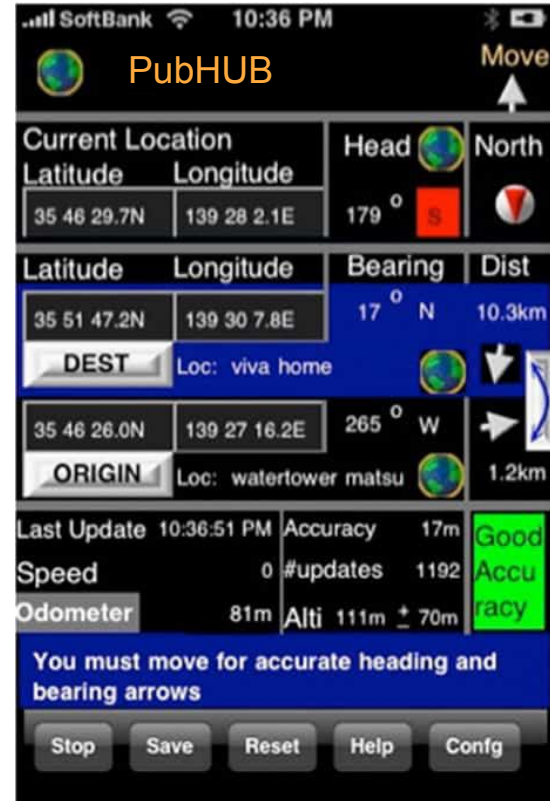 SoftBank 10:36 PM
PubHUB Move
Current Location Head North
Latitude Longitude
35 46 29.7N 139 28 2.1E 179 ° S
Latitude Longitude Bearing Dist
35 51 47.2N 139 30 7.8E 17 ° N 10.3km
DEST Loc: viva home
35 46 26.0N 139 27 16.2E 265 ° W
ORIGIN Loc: watertower matsu 1.2km
Last Update 10:36:51 PM Accuracy 17m Good
Speed 0 #updates 1192 Accu
Odometer 81m Alti 111m ± 70m racy
You must move for accurate heading and
bearing arrows
Stop Save Reset Help Confg